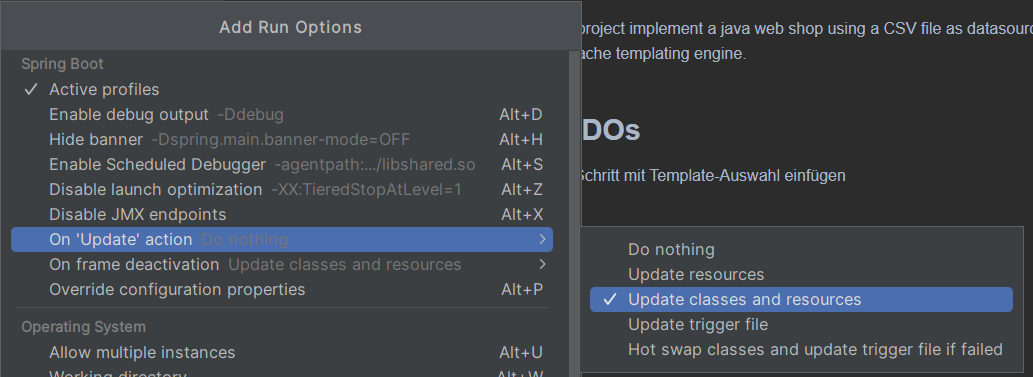 Add Run Options
Spring Boot
Active profiles
Enable debug output -Ddebug Alt+D
Hide banner -Dspring.main.banner-mode=OFF Alt+H
Enable Scheduled Debugger -agentpath:.../libshared.so Alt+S
Disable launch optimization -XX:TieredStopAtLevel=1 Alt+Z
Disable JMX endpoints Alt+X
On 'Update' action Do nothing
On frame deactivation Update classes and resources
Override configuration properties Alt+P
Operating System
Allow multiple instances Alt+U
Working directory Alt+W
project implement a java web shop using a CSV file as datasour
ache templating engine.
DOs
Schritt mit Template-Auswahl einfügen
Do nothing
Update resources
Update classes and resources
Update trigger file
Hot swap classes and update trigger file if failed